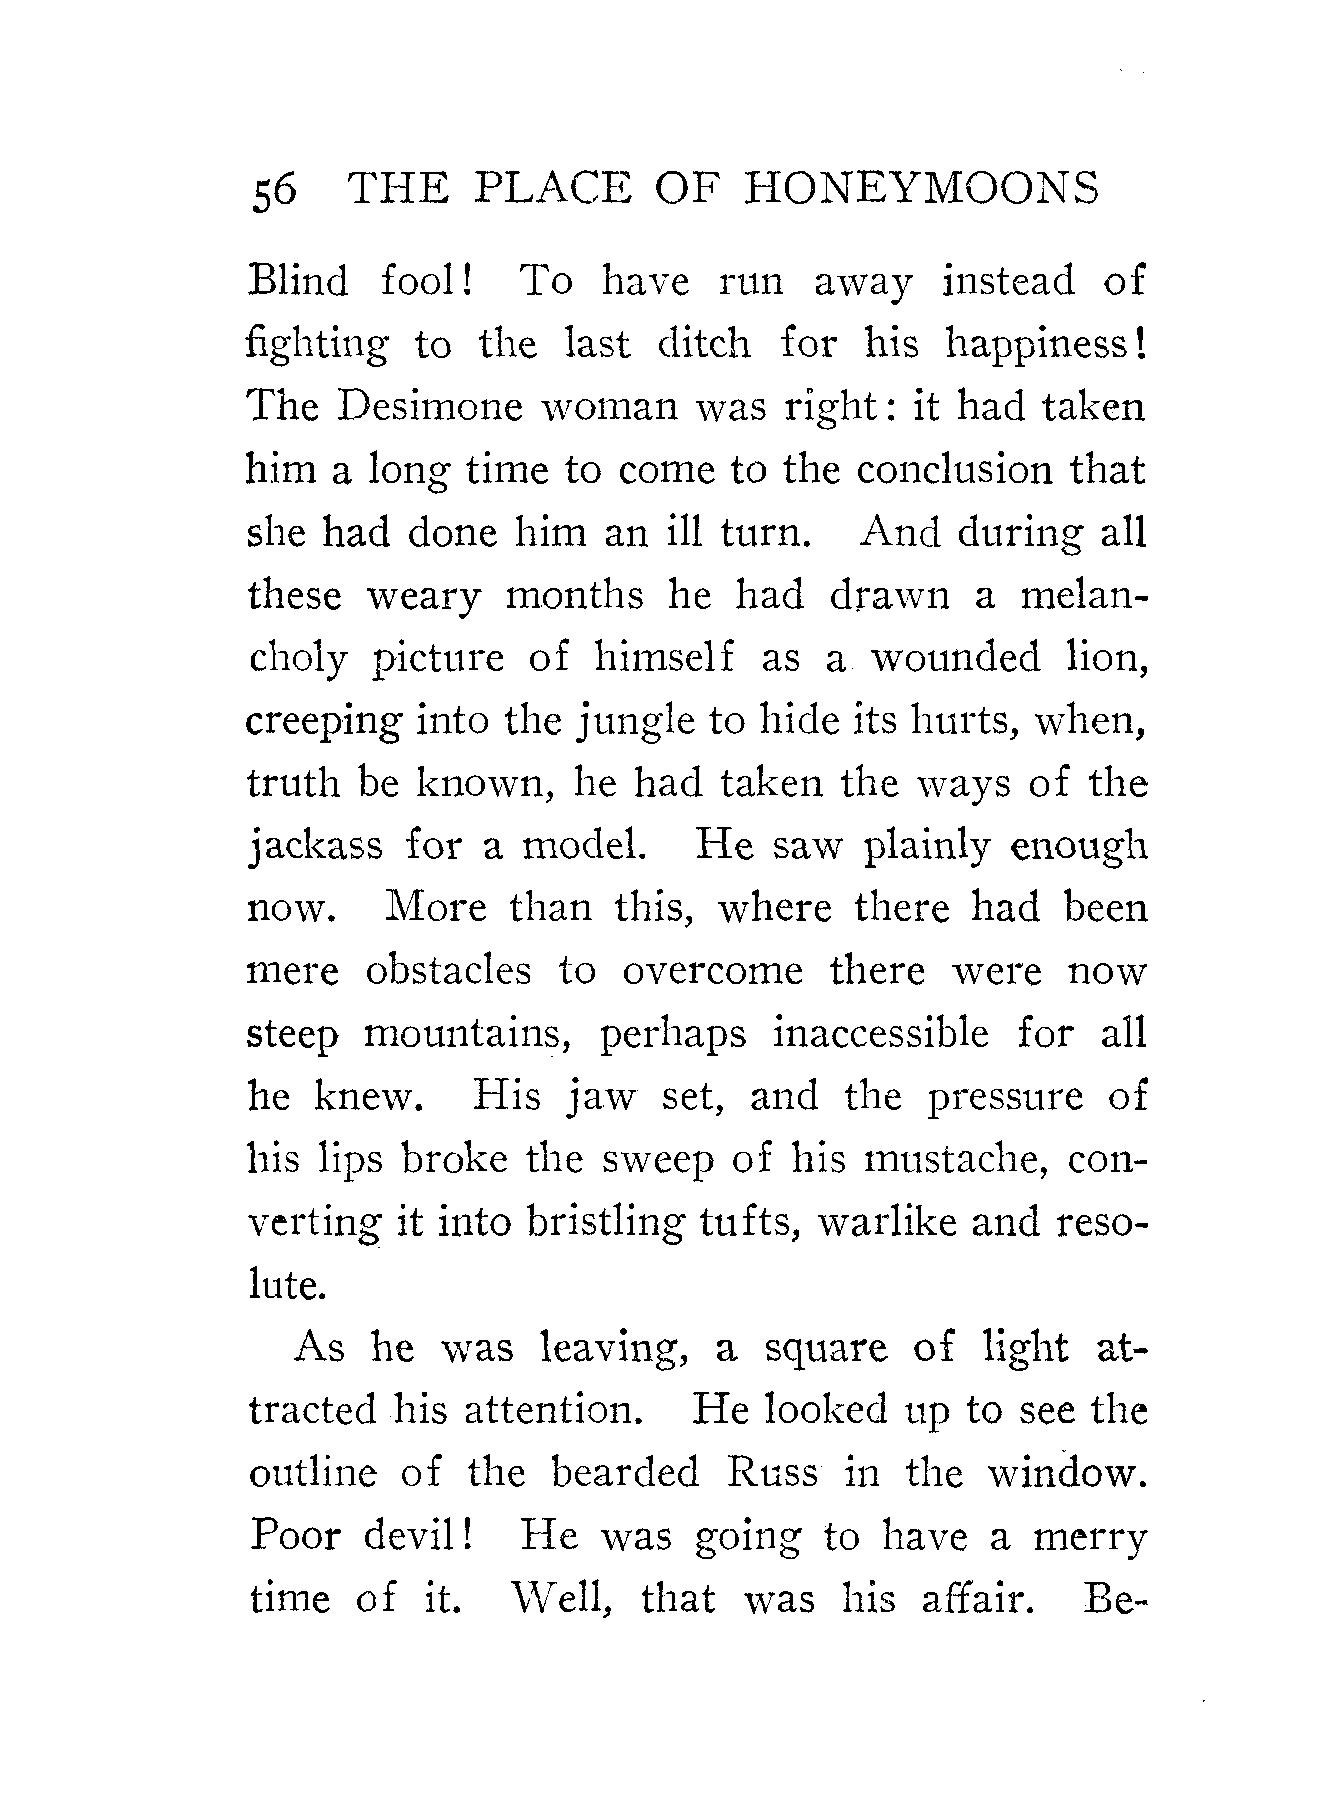 56 THE PLACE OF HONEYMOONS
Blind fool! To have run away instead of
fighting to the last ditch for his happiness!
The Desimone woman was right: it had taken
him a long time to come to the conclusion that
she had done him an ill turn. And during all
these weary months he had drawn a melan-
choly picture of himself as a wounded lion,
creeping into the jungle to hide its hurts, when,
truth be known, he had taken the ways of the
jackass for a model. He saw plainly enough
now. More than this, where there had been
mere obstacles to overcome there were now
steep mountains, perhaps inaccessible for all
he knew. His jaw set, and the pressure of
his lips broke the sweep of his mustache, con-
verting it into bristling tufts, warlike and reso-
lute.
As he was leaving, a square of light at-
tracted his attention. He looked up to see the
outline of the bearded Russ in the window.
Poor devil! He was going to have a merry
time of it. Well, that was his affair. Be-